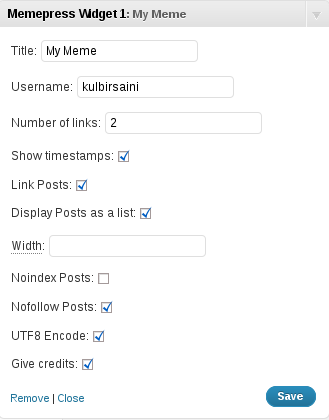 Memepress Widget 1: My Meme
Title: My Meme
Username: kulbirsaini
Number of links: 2
Show timestamps:
Link Posts:
Display Posts as a list:
Width:
Noindex Posts:
Nofollow Posts:
UTF8 Encode:
Give credits:
Remove | Close Save